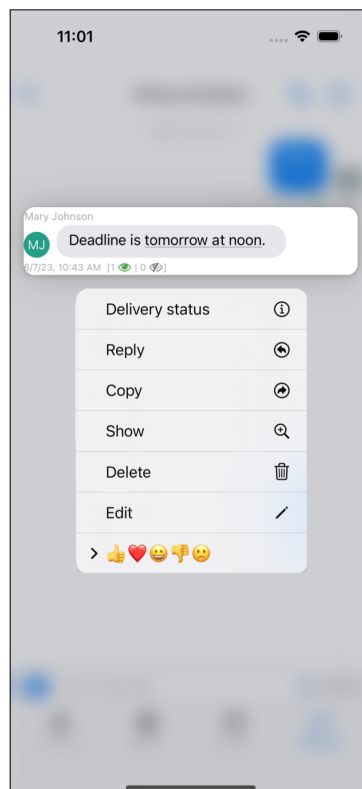 11:01
Mary Johnson
MJ
Deadline is tomorrow at noon.
6/7/23, 10:43 AM [1 | 0 ]
Delivery status
Reply
Copy
Show
Delete
Edit